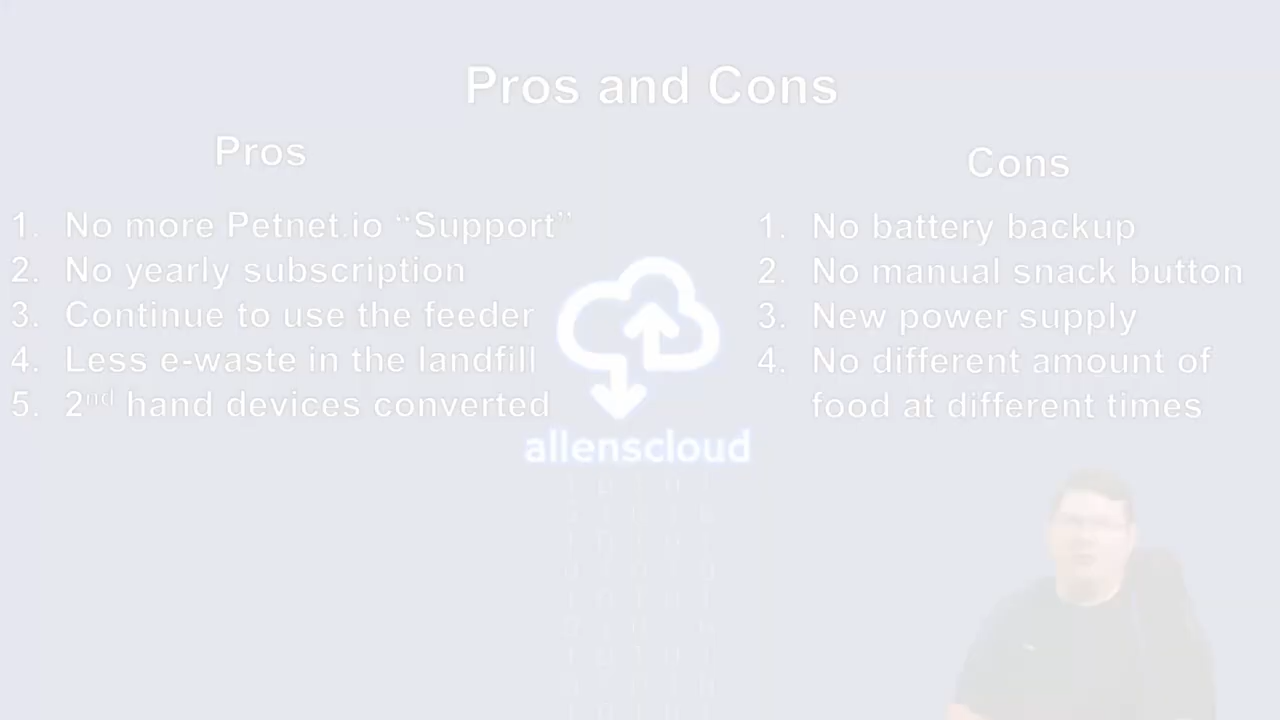 Pros and Cons
Pros
1. No more Petnet.io “Support”
2. No yearly subscription
3. Continue to use the feeder
4. Less e-waste in the landfill
5. 2nd hand devices converted
Cons
1. No battery backup
2. No manual snack button
3. New power supply
4. No different amount of
food at different times
allenscloud